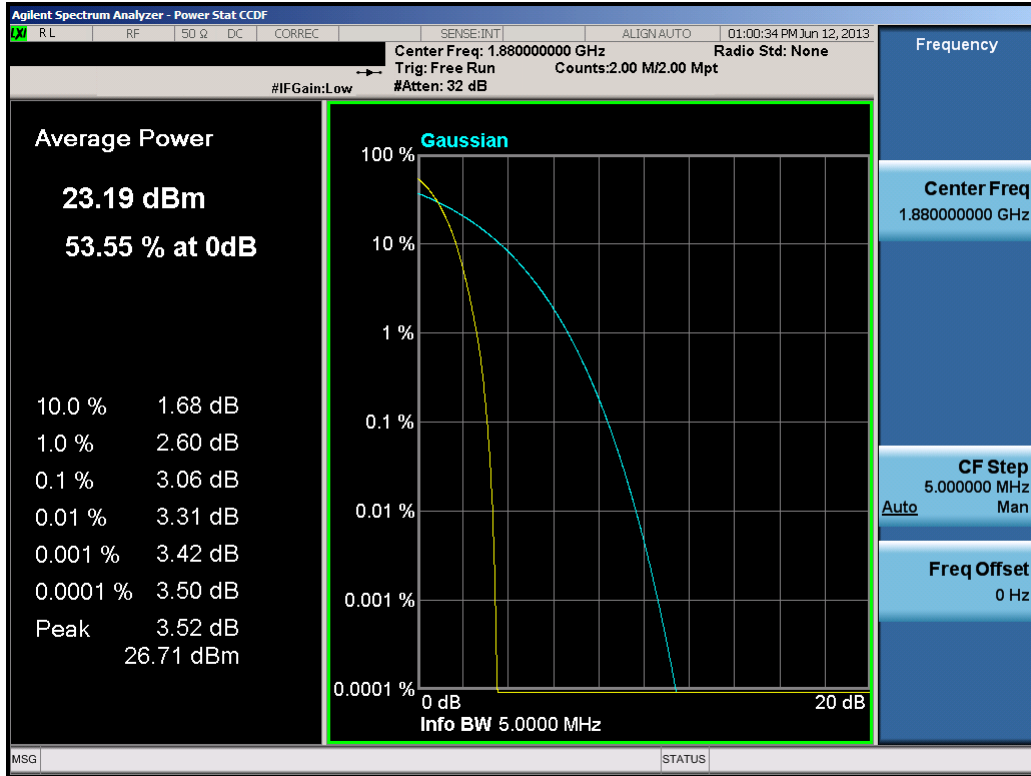 Agilent Spectrum Analyzer - Power Stat CCDF
LXI RL RF 50 Ω DC CORREC SENSE:INT ALIGN AUTO 01:00:34 PM Jun 12, 2013
Center Freq: 1.880000000 GHz Radio Std: None
Trig: Free Run Counts:2.00 M/2.00 Mpt
#IFGain:Low #Atten: 32 dB
Average Power
23.19 dBm
53.55 % at 0dB
10.0 % 1.68 dB
1.0 % 2.60 dB
0.1 % 3.06 dB
0.01 % 3.31 dB
0.001 % 3.42 dB
0.0001 % 3.50 dB
Peak 3.52 dB
26.71 dBm
Gaussian
100 %
10 %
1 %
0.1 %
0.01 %
0.001 %
0.0001 %
0 dB 20 dB
Info BW 5.0000 MHz
Frequency
Center Freq
1.880000000 GHz
CF Step
5.000000 MHz
Auto Man
Freq Offset
0 Hz
MSG STATUS